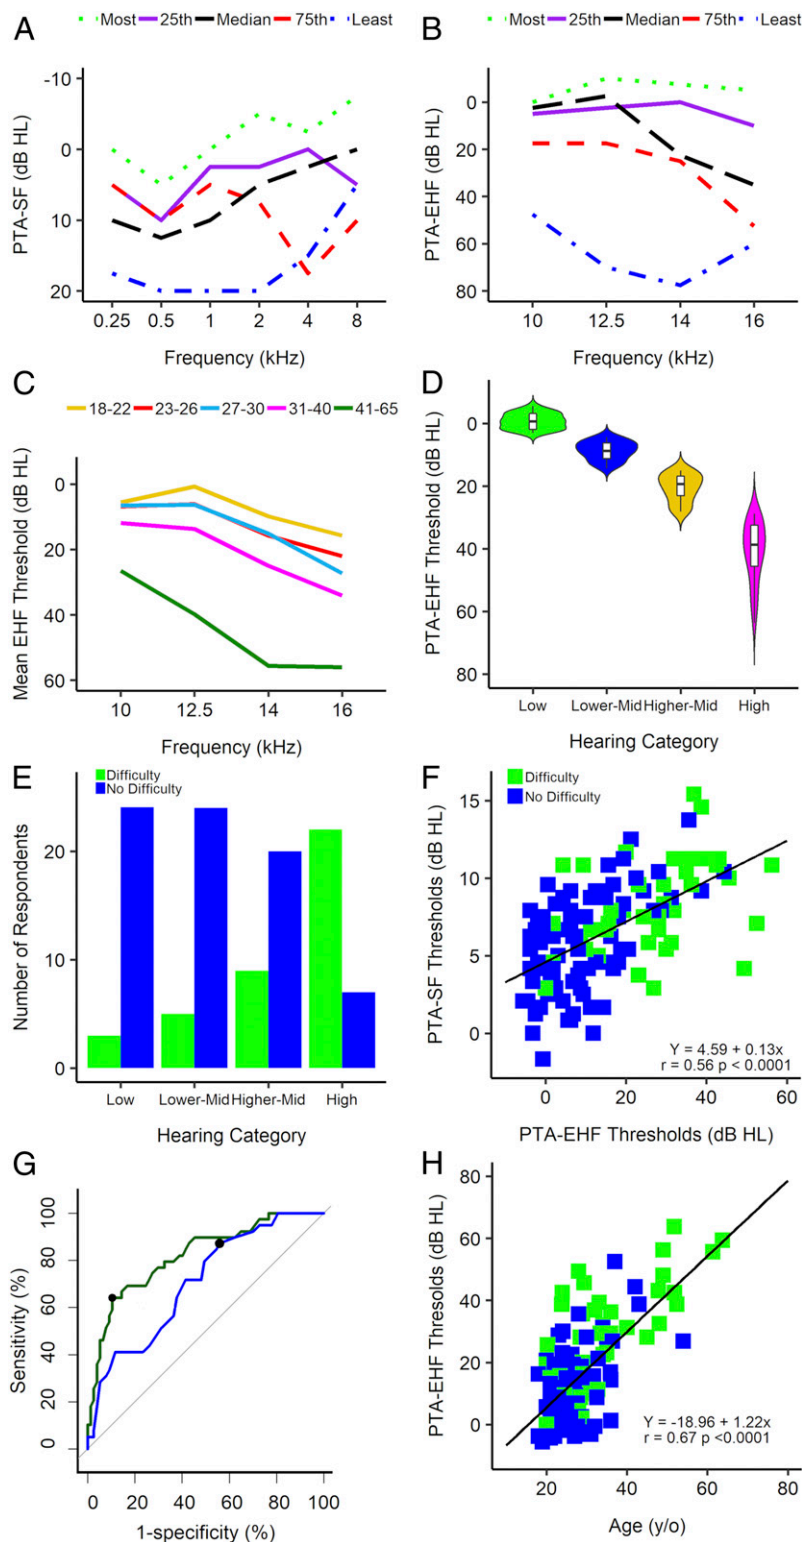 A
Most 25th Median 75th Least
PTA-SF (dB HL)
-10
0
10
20
0.25 0.5 1 2 4 8
Frequency (kHz)
B
Most 25th Median 75th Least
PTA-EHF (dB HL)
0
20
40
60
80
10 12.5 14 16
Frequency (kHz)
C
18-22 23-26 27-30 31-40 41-65
Mean EHF Threshold (dB HL)
0
20
40
60
10 12.5 14 16
Frequency (kHz)
D
PTA-EHF Threshold (dB HL)
0
20
40
60
80
Low Lower-Mid Higher-Mid High
Hearing Category
E
Difficulty
No Difficulty
Number of Respondents
20
10
0
Low Lower-Mid Higher-Mid High
Hearing Category
F
Difficulty
No Difficulty
PTA-SF Thresholds (dB HL)
15
10
5
0
Y = 4.59 + 0.13x
r = 0.56 p < 0.0001
0 20 40 60
PTA-EHF Thresholds (dB HL)
G
Sensitivity (%)
100
80
60
40
20
0
0 20 40 60 80 100
1-specificity (%)
H
PTA-EHF Thresolds (dB HL)
80
60
40
20
0
Y = -18.96 + 1.22x
r = 0.67 p <0.0001
20 40 60 80
Age (y/o)